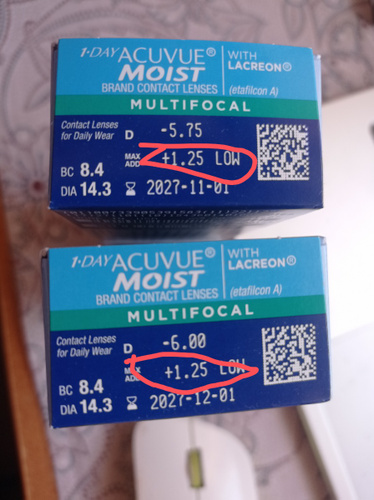 1·DAY ACUVUE® WITH
MOIST LACREON®
BRAND CONTACT LENSES (etafilcon A)
MULTIFOCAL
Contact Lenses
for Daily Wear
D -5.75
MAX ADD +1.25 LOW
BC 8.4
DIA 14.3 2027-11-01
1·DAY ACUVUE® WITH
MOIST LACREON®
BRAND CONTACT LENSES (etafilcon A)
MULTIFOCAL
Contact Lenses
for Daily Wear
D -6.00
MAX ADD +1.25 LOW
BC 8.4
DIA 14.3 2027-12-01